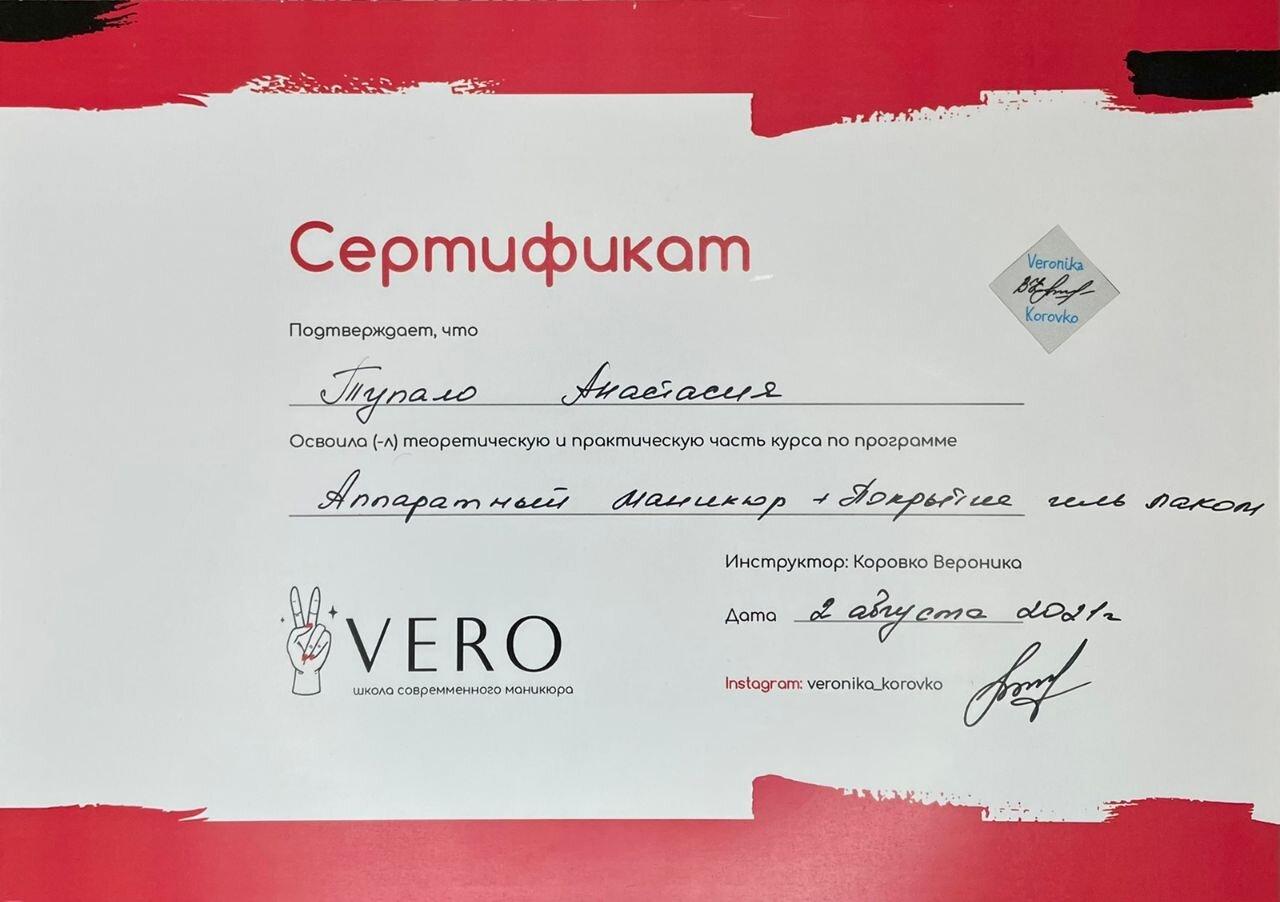 Сертификат
Veronika
Korovko
Подтверждает, что
Тупало Анастасия
Освоила (-л) теоретическую и практическую часть курса по программе
Аппаратный маникюр + Покрытие гель лаком
Инструктор: Коровко Вероника
Дата 2 августа 2021г
VERO
школа совремменного маникюра
Instagram: veronika_korovko